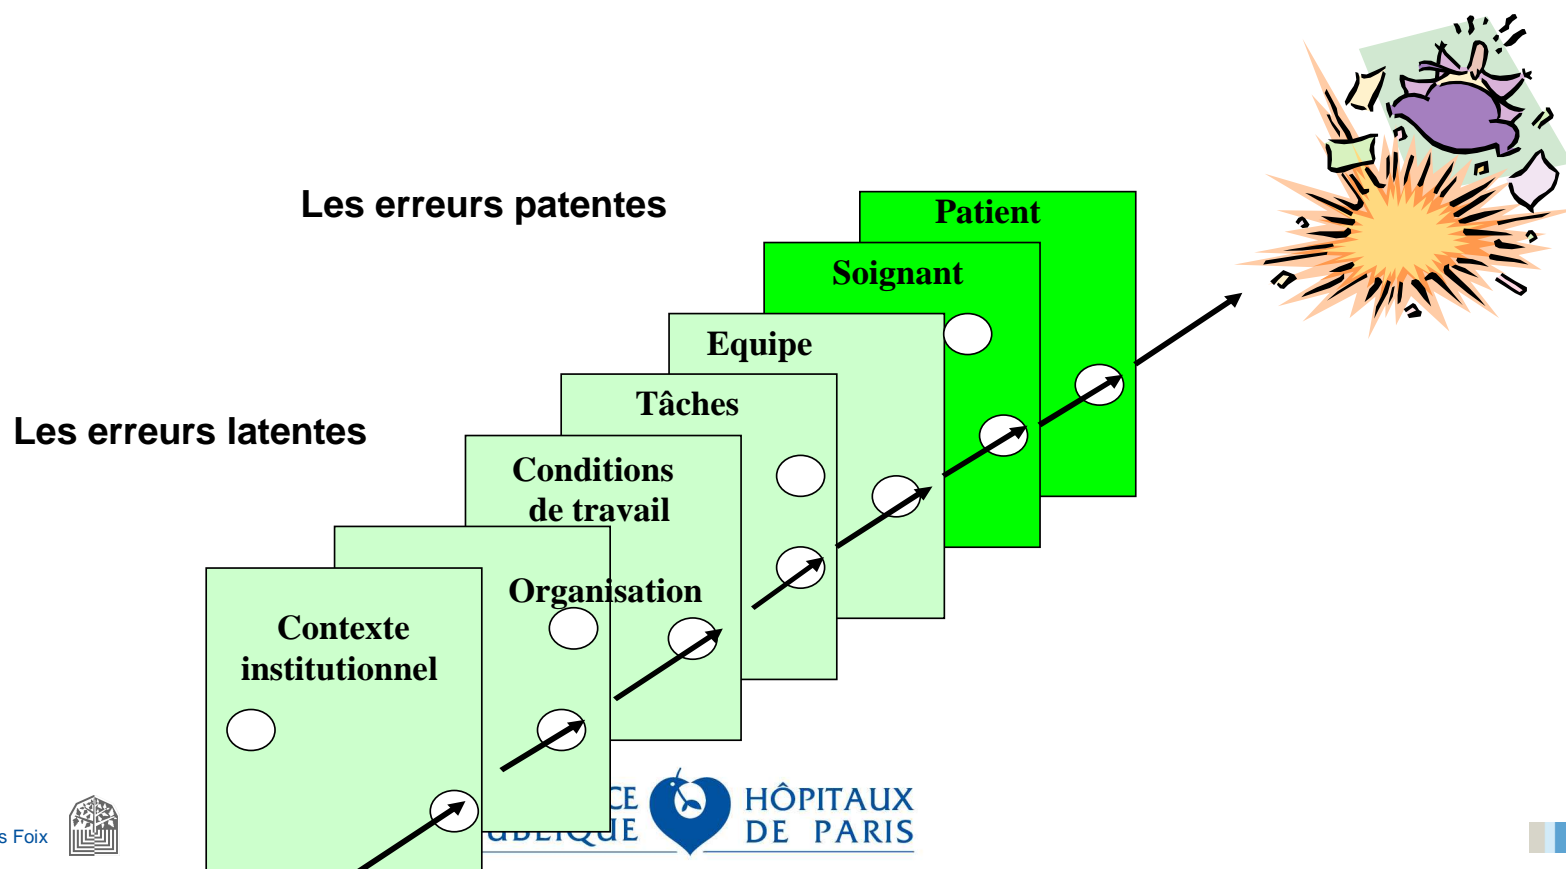 Les erreurs patentes
Patient
Soignant
Equipe
Tâches
Les erreurs latentes
Conditions
de travail
Organisation
Contexte
institutionnel
HÔPITAUX
DE PARIS
Foix